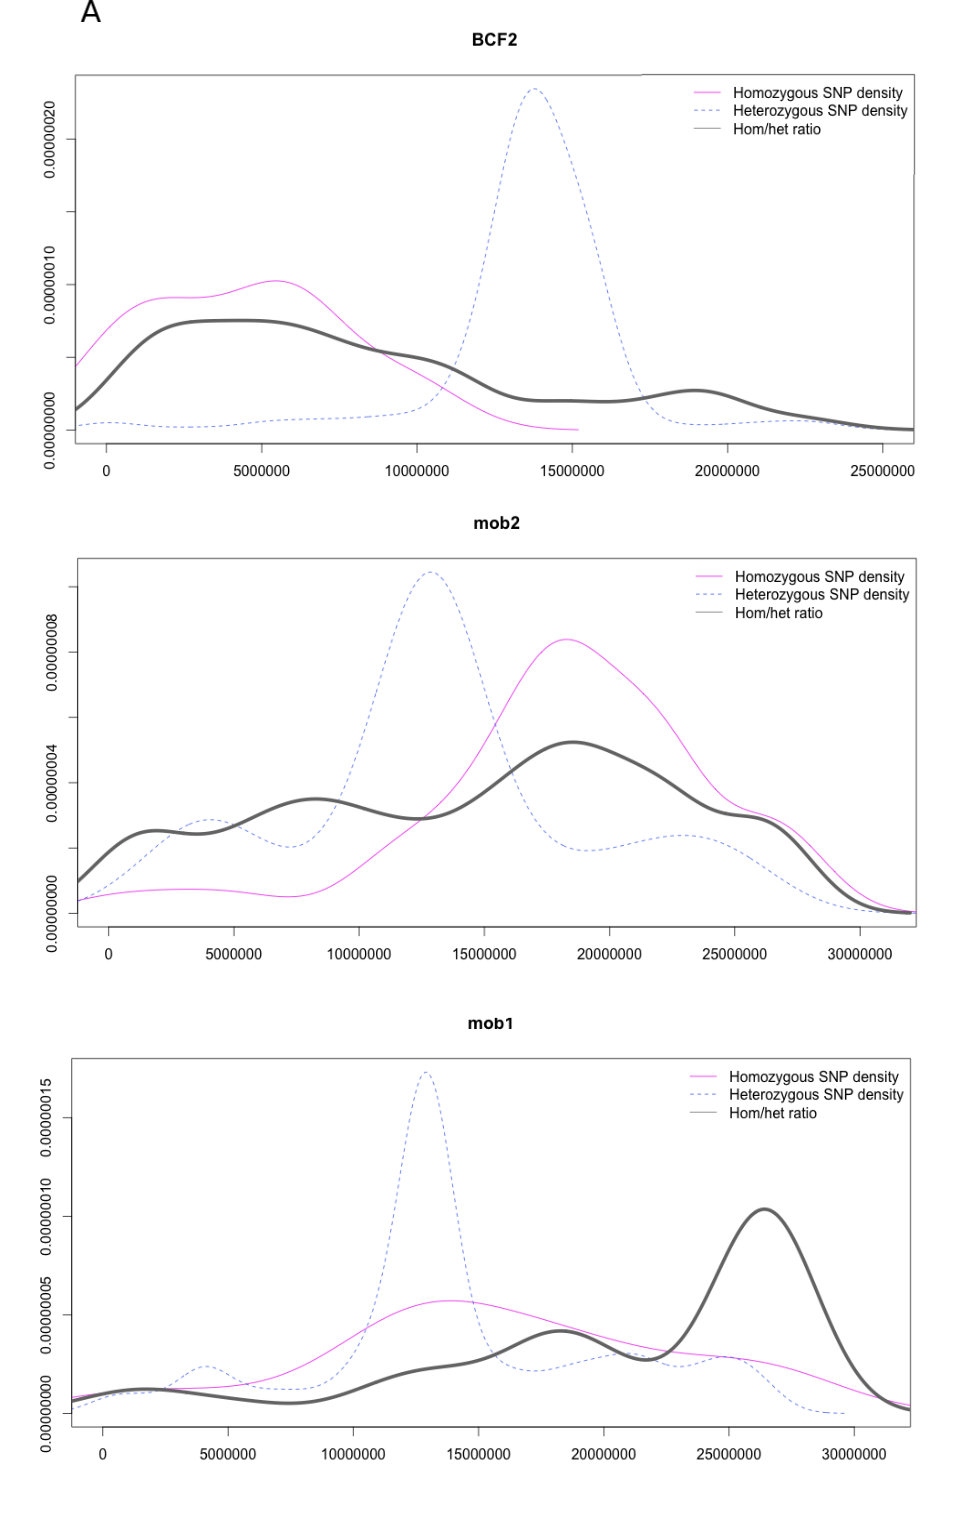 A
BCF2
Homozygous SNP density
Heterozygous SNP density
Hom/het ratio
0.00000020
0.00000010
0.00000000
0 5000000 10000000 15000000 20000000 25000000
mob2
Homozygous SNP density
Heterozygous SNP density
Hom/het ratio
0.00000008
0.00000004
0.00000000
0 5000000 10000000 15000000 20000000 25000000 30000000
mob1
Homozygous SNP density
Heterozygous SNP density
Hom/het ratio
0.00000015
0.00000010
0.00000005
0.00000000
0 5000000 10000000 15000000 20000000 25000000 30000000